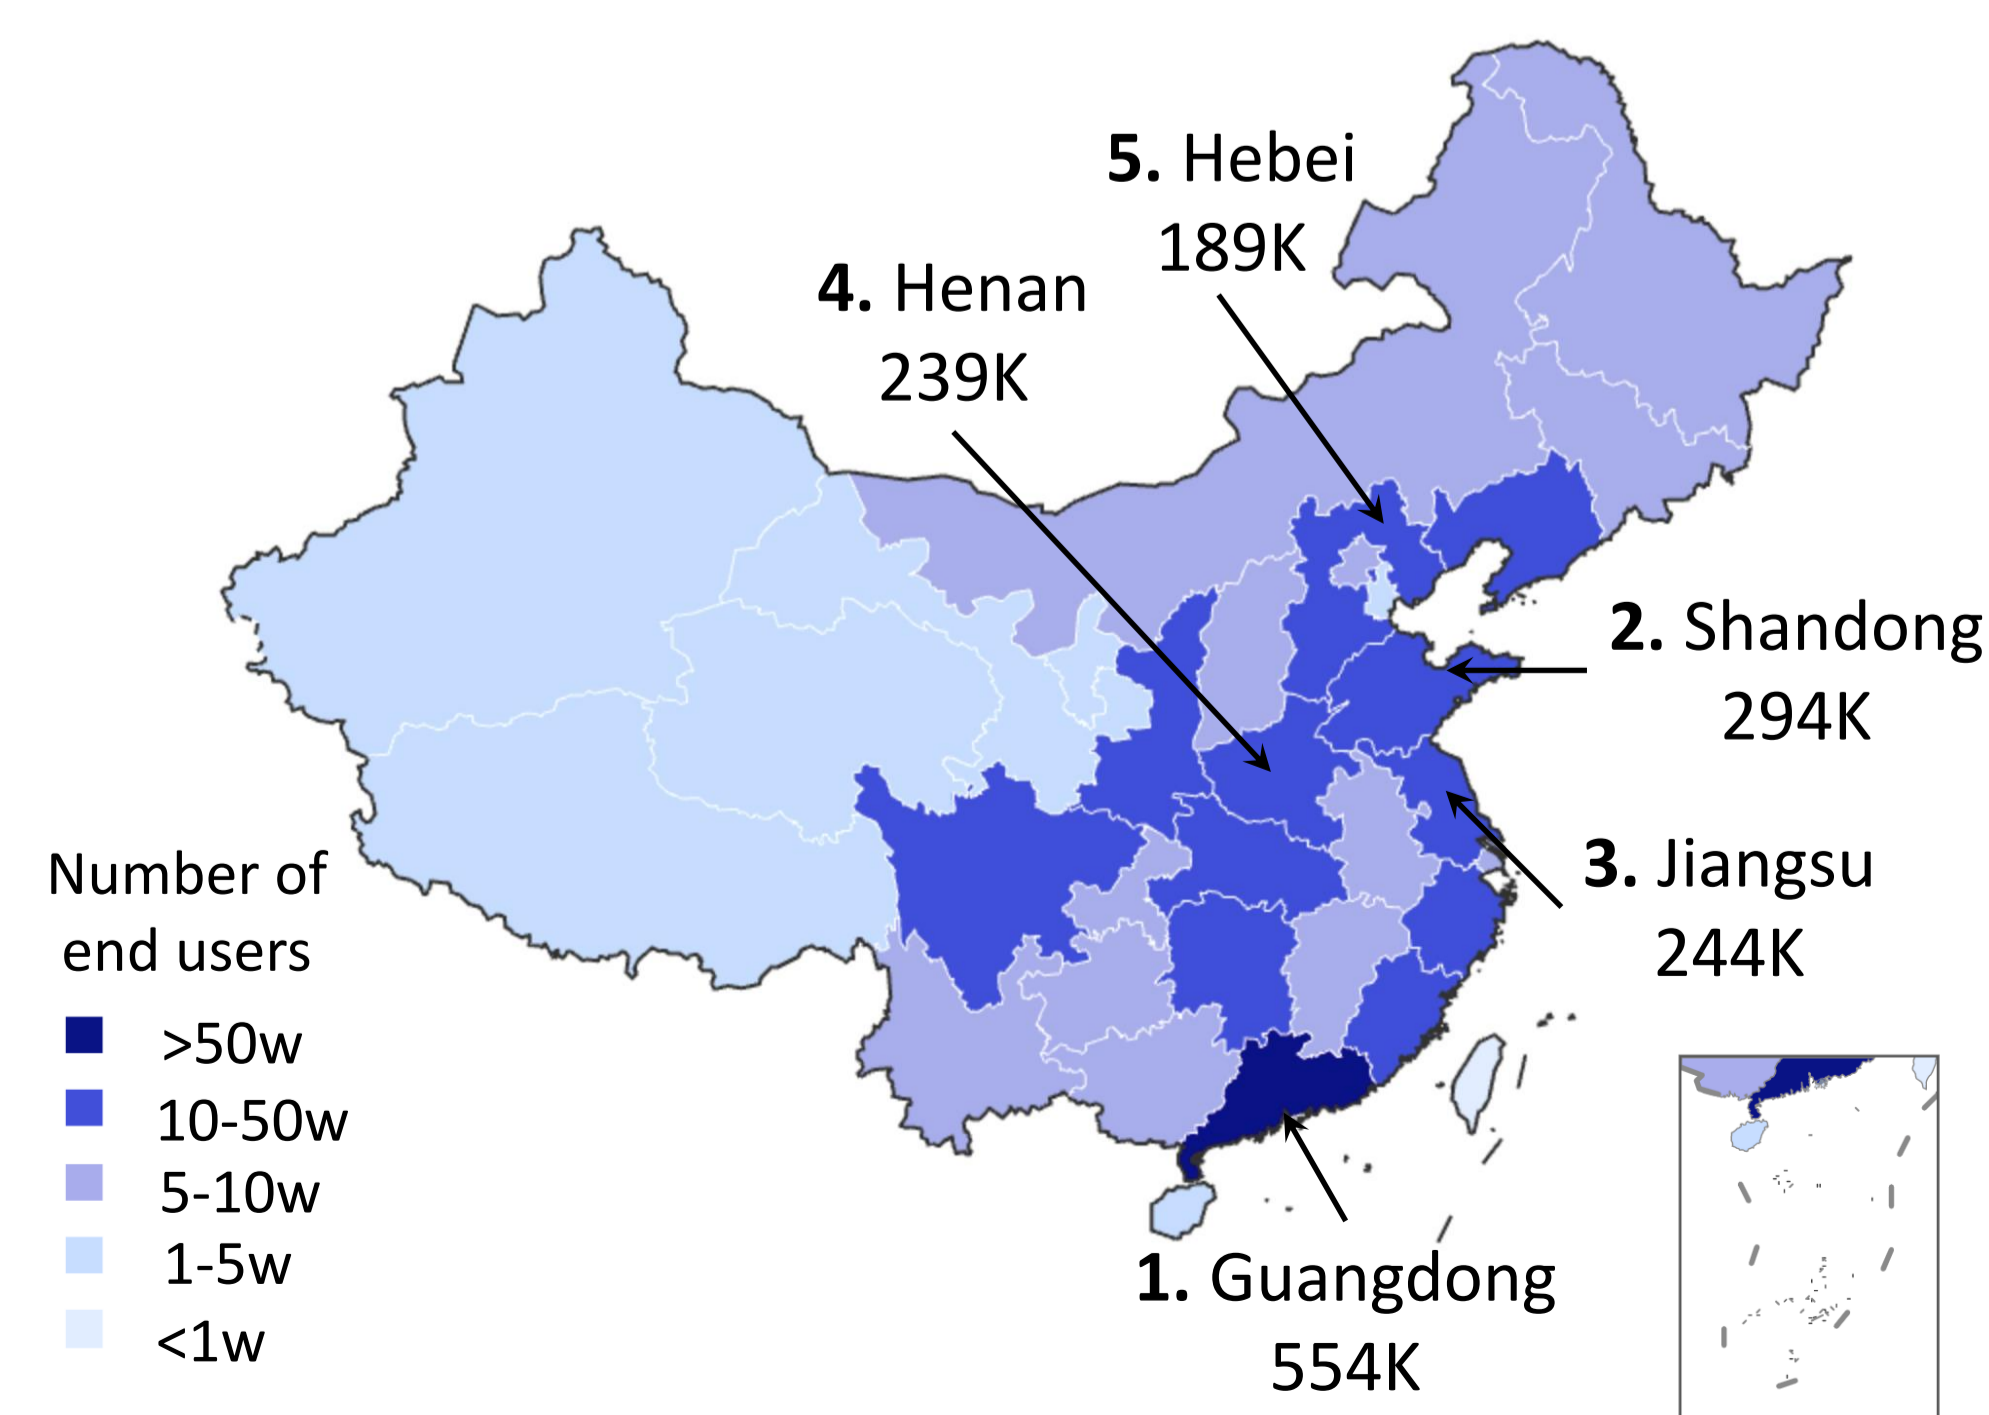 5. Hebei
189K
4. Henan
239K
2. Shandong
294K
3. Jiangsu
244K
1. Guangdong
554K
Number of
end users
>50w
10-50w
5-10w
1-5w
<1w